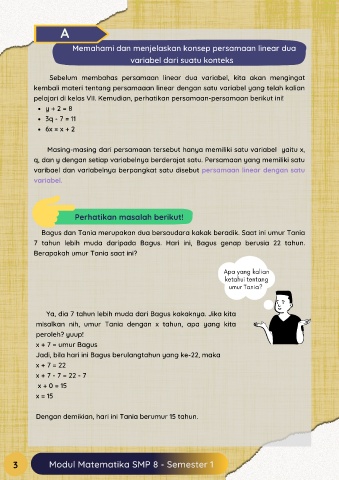 A
Memahami dan menjelaskan konsep persamaan linear dua
variabel dari suatu konteks
Sebelum membahas persamaan linear dua variabel, kita akan mengingat
kembali materi tentang persamaaan linear dengan satu variabel yang telah kalian
pelajari di kelas VII. Kemudian, perhatikan persamaan-persamaan berikut ini!
• y + 2 = 8
• 3q - 7 = 11
• 6x = x + 2
Masing-masing dari persamaan tersebut hanya memiliki satu variabel yaitu x,
q, dan y dengan setiap variabelnya berderajat satu. Persamaan yang memiliki satu
varibael dan variabelnya berpangkat satu disebut persamaan linear dengan satu
variabel.
Perhatikan masalah berikut!
Bagus dan Tania merupakan dua bersaudara kakak beradik. Saat ini umur Tania
7 tahun lebih muda daripada Bagus. Hari ini, Bagus genap berusia 22 tahun.
Berapakah umur Tania saat ini?
Apa yang kalian
ketahui tentang
umur Tania?
Ya, dia 7 tahun lebih muda dari Bagus kakaknya. Jika kita
misalkan nih, umur Tania dengan x tahun, apa yang kita
peroleh? yuup!
x + 7 = umur Bagus
Jadi, bila hari ini Bagus berulangtahun yang ke-22, maka
x + 7 = 22
x + 7 - 7 = 22 - 7
x + 0 = 15
x = 15
Dengan demikian, hari ini Tania berumur 15 tahun.
3
Modul Matematika SMP 8 - Semester 1